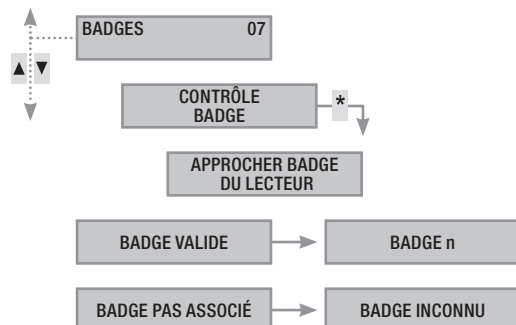 BADGES 07
▲ ▼
CONTRÔLE
BADGE
*
APPROCHER BADGE
DU LECTEUR
BADGE VALIDE
BADGE n
BADGE PAS ASSOCIÉ
BADGE INCONNU